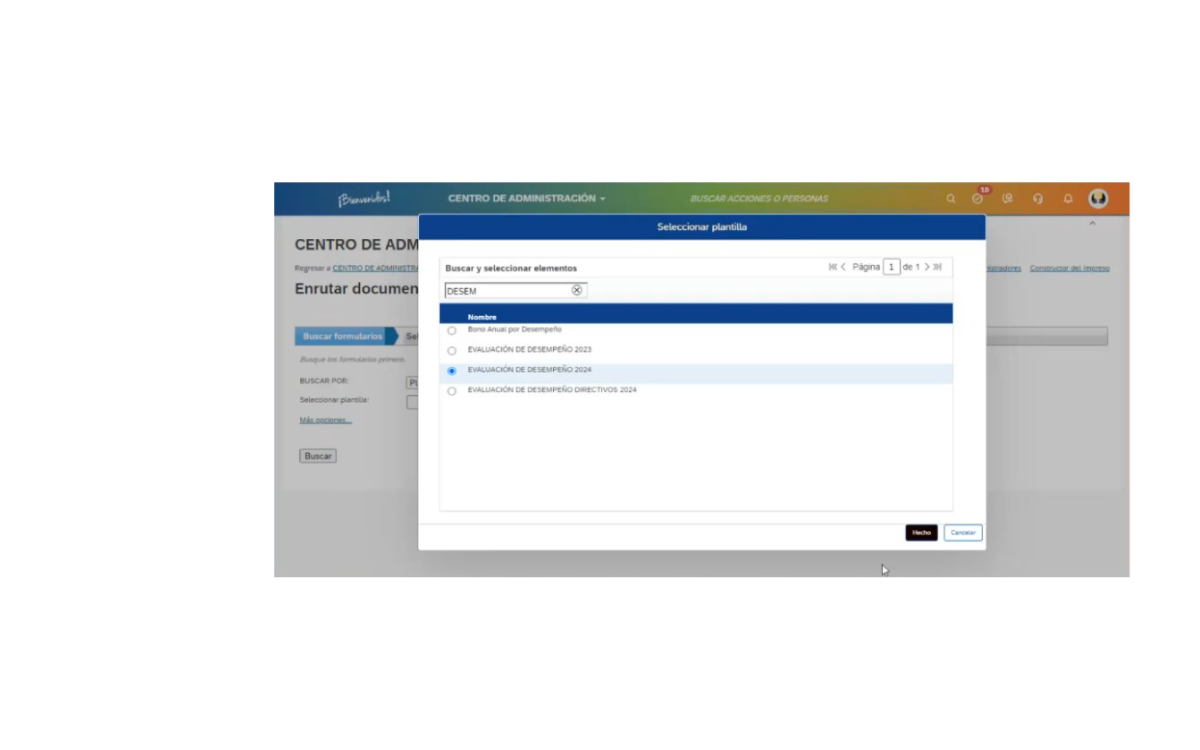 ¡Bienvenidos!
CENTRO DE ADMINISTRACIÓN
BUSCAR ACCIONES O PERSONAS
10
Seleccionar plantilla
CENTRO DE ADM
Regresar a CENTRO DE ADMINISTRA
Constructor del Impreso
Enrutar documen
Buscar y seleccionar elementos
Página 1 de 1
DESEM
Nombre
Bono Anual por Desempeño
EVALUACIÓN DE DESEMPEÑO 2023
EVALUACIÓN DE DESEMPEÑO 2024
EVALUACIÓN DE DESEMPEÑO DIRECTIVOS 2024
Buscar formularios
Sel
Busque los formularios primero.
BUSCAR POR:
Seleccionar plantilla:
Más opciones...
Buscar
Hecho
Cancelar